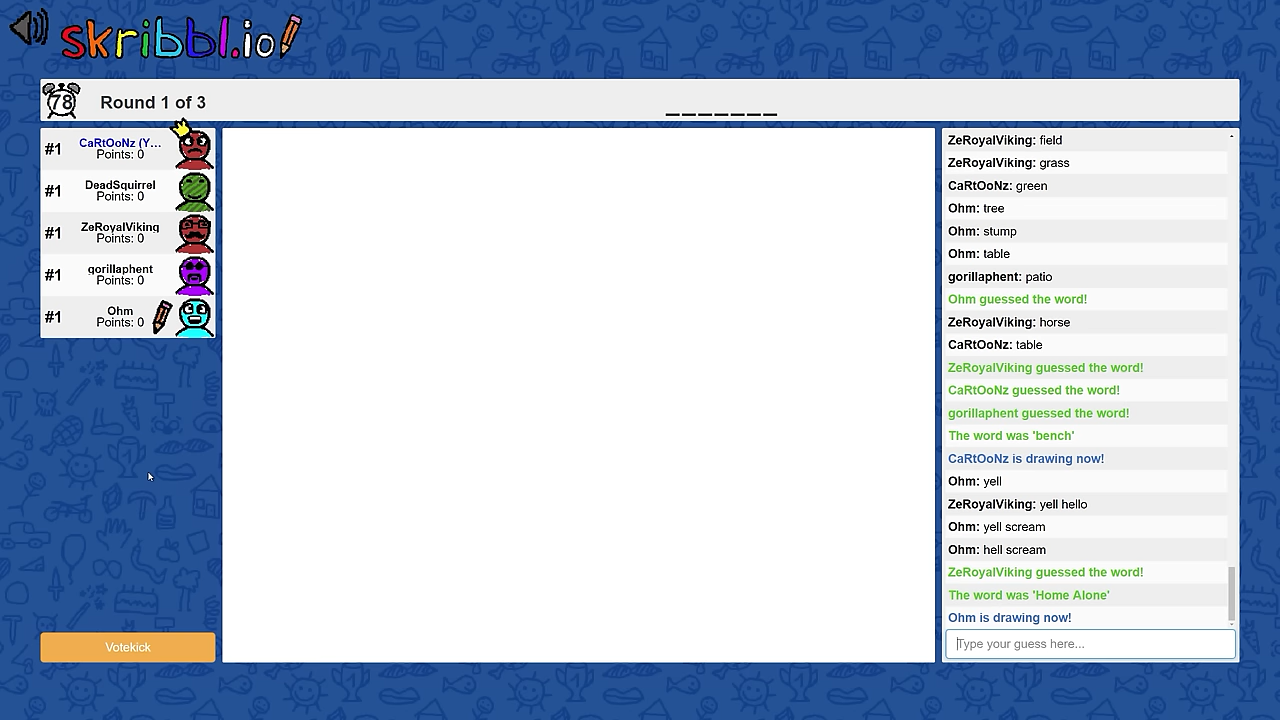 skribbl.io
78
Round 1 of 3
_______
#1
CaRtOoNz (Y...
Points: 0
#1
DeadSquirrel
Points: 0
#1
ZeRoyalViking
Points: 0
#1
gorillaphent
Points: 0
#1
Ohm
Points: 0
Votekick
ZeRoyalViking: field
ZeRoyalViking: grass
CaRtOoNz: green
Ohm: tree
Ohm: stump
Ohm: table
gorillaphent: patio
Ohm guessed the word!
ZeRoyalViking: horse
CaRtOoNz: table
ZeRoyalViking guessed the word!
CaRtOoNz guessed the word!
gorillaphent guessed the word!
The word was 'bench'
CaRtOoNz is drawing now!
Ohm: yell
ZeRoyalViking: yell hello
Ohm: yell scream
Ohm: hell scream
ZeRoyalViking guessed the word!
The word was 'Home Alone'
Ohm is drawing now!
Type your guess here...